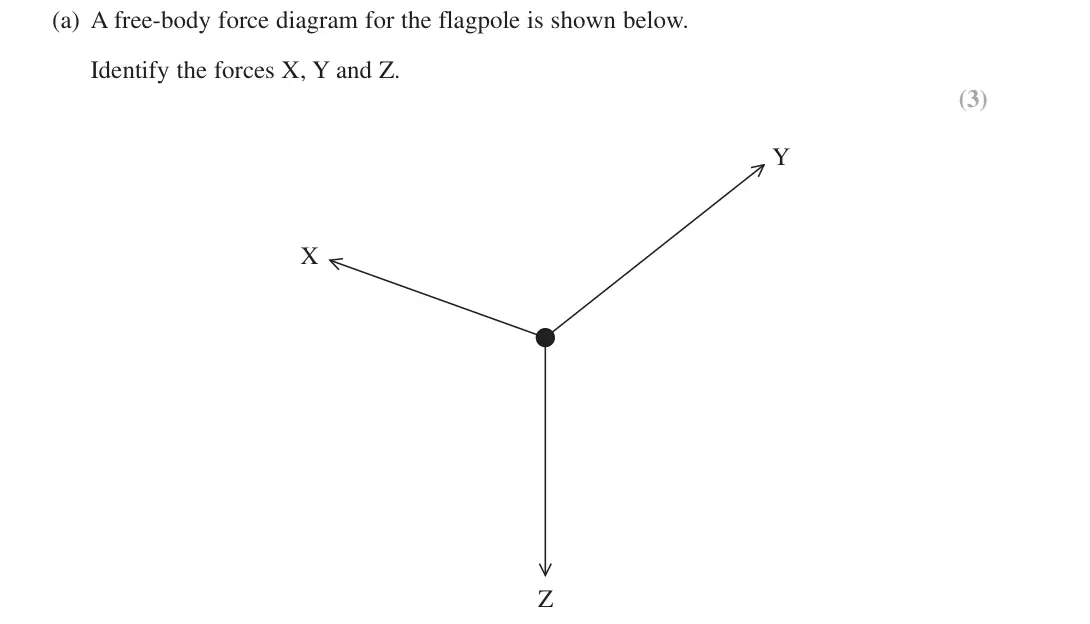 (a) A free-body force diagram for the flagpole is shown below.
Identify the forces X, Y and Z.
(3)
Y
X
Z